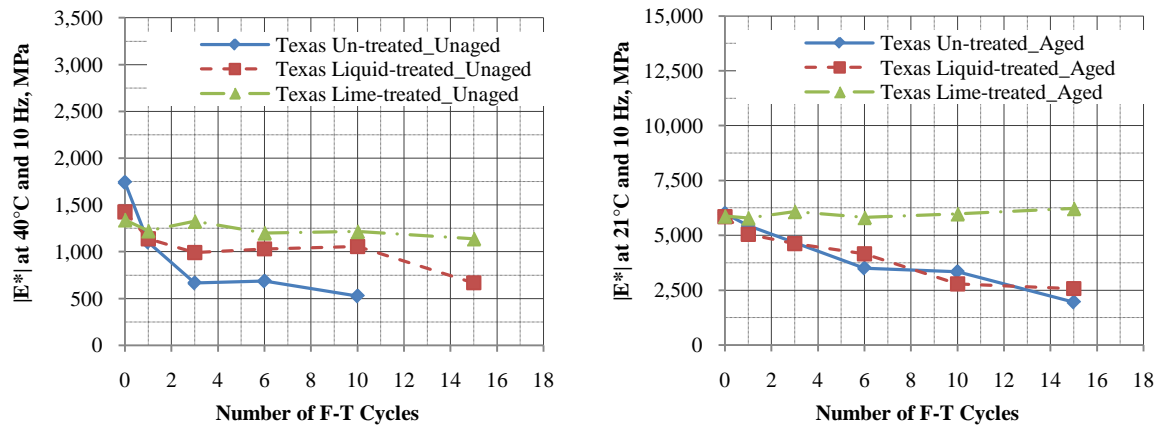 |E*| at 40°C and 10 Hz, MPa
3,500
3,000
2,500
2,000
1,500
1,000
500
0
Texas Un-treated_Unaged
Texas Liquid-treated_Unaged
Texas Lime-treated_Unaged
0 2 4 6 8 10 12 14 16 18
Number of F-T Cycles
|E*| at 21°C and 10 Hz, MPa
15,000
12,500
10,000
7,500
5,000
2,500
0
Texas Un-treated_Aged
Texas Liquid-treated_Aged
Texas Lime-treated_Aged
0 2 4 6 8 10 12 14 16 18
Number of F-T Cycles